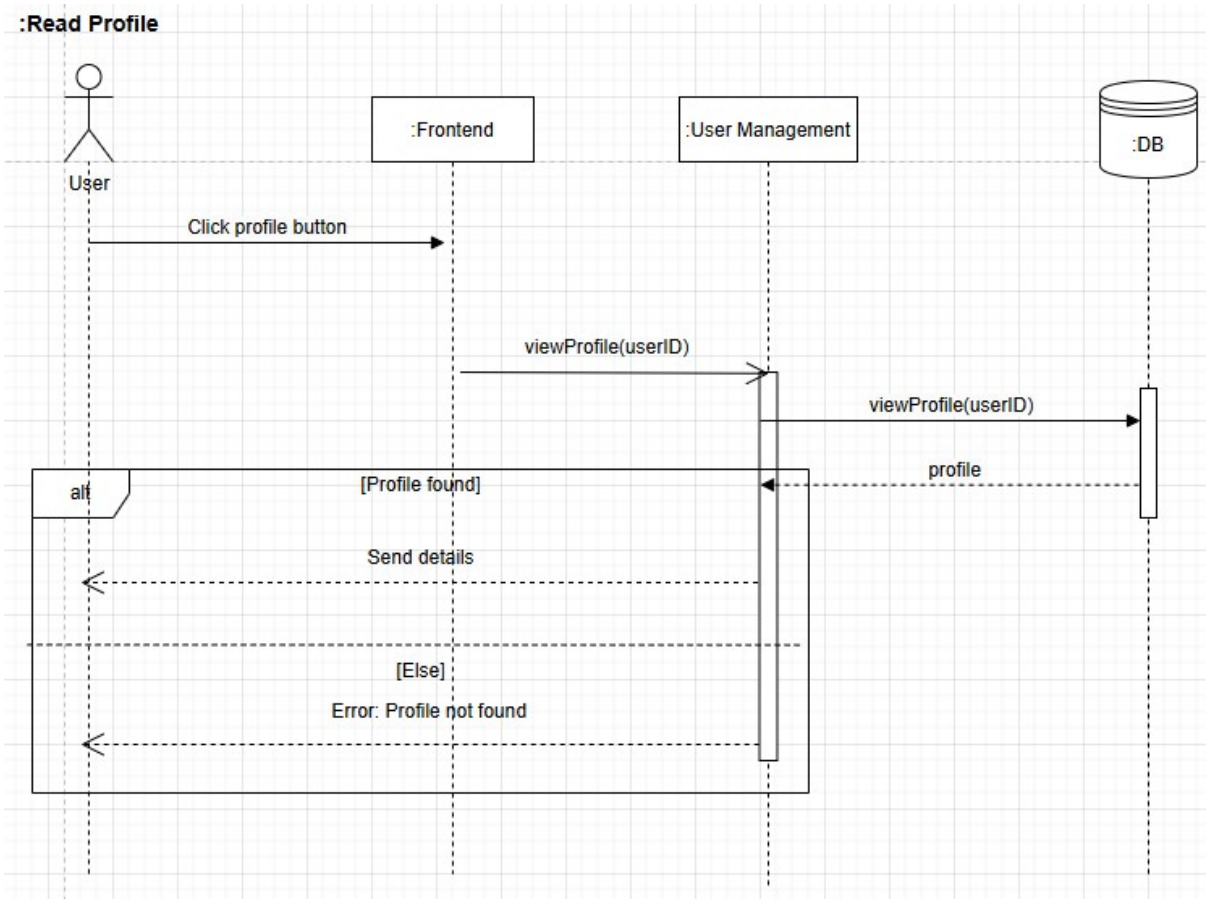 :Read Profile
:Frontend
:User Management
:DB
User
Click profile button
viewProfile(userID)
viewProfile(userID)
profile
alt
[Profile found]
Send details
[Else]
Error: Profile not found